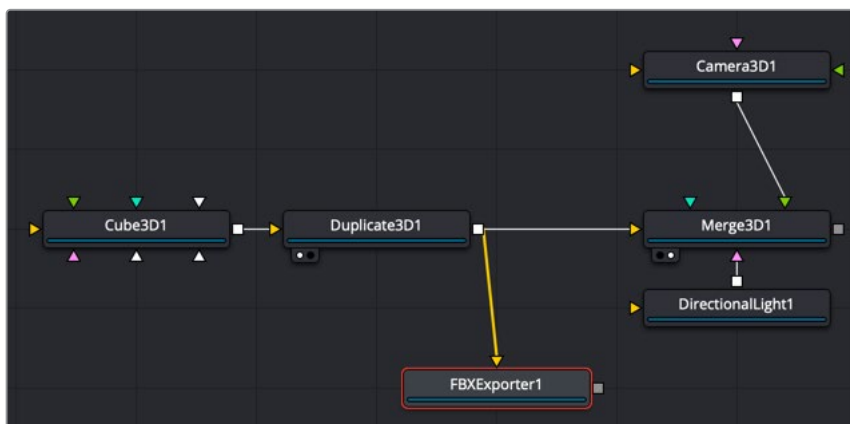 Camera3D1
Cube3D1
Duplicate3D1
Merge3D1
DirectionalLight1
FBXExporter1